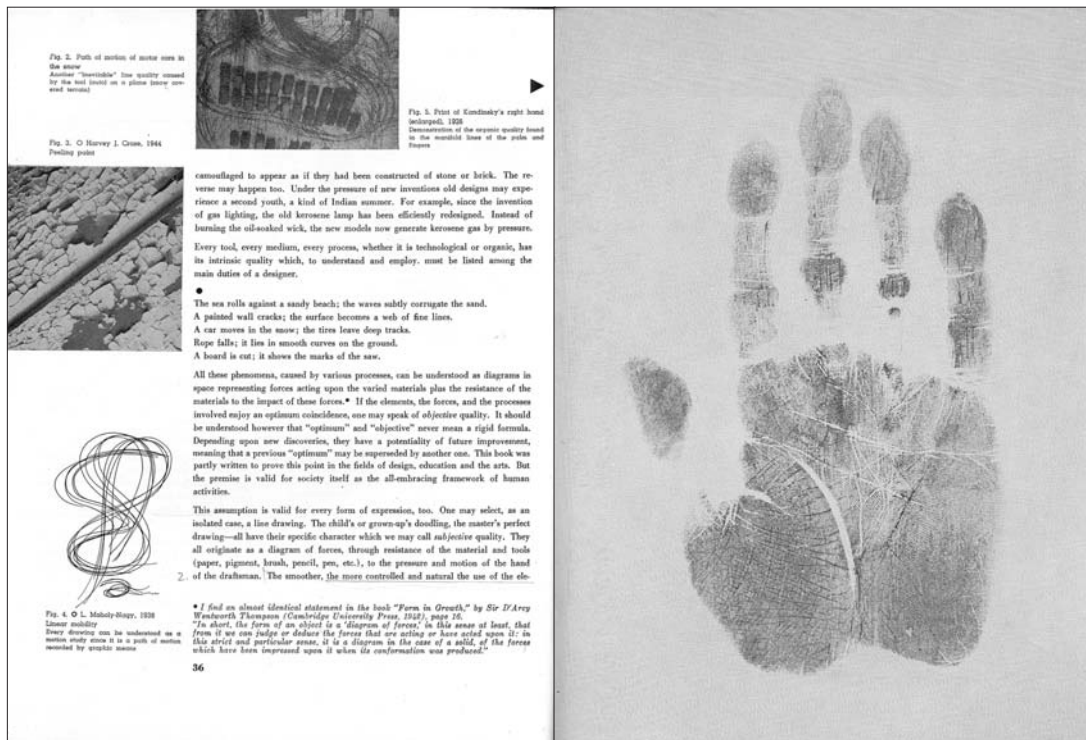 Fig. 2. Path of motion of motor cars in
the snow
Another "inevitable" line quality caused
by the tool (auto) on a plane (snow cov-
ered terrain)
Fig. 5. Print of Kandinsky's right hand
(enlarged), 1926
Demonstration of the organic quality found
in the manifold lines of the palm and
fingers
Fig. 3. O Harvey J. Croze, 1944
Peeling paint
camouflaged to appear as if they had been constructed of stone or brick. The re-
verse may happen too. Under the pressure of new inventions old designs may expe-
rience a second youth, a kind of Indian summer. For example, since the invention
of gas lighting, the old kerosene lamp has been efficiently redesigned. Instead of
burning the oil-soaked wick, the new models now generate kerosene gas by pressure.
Every tool, every medium, every process, whether it is technological or organic, has
its intrinsic quality which, to understand and employ. must be listed among the
main duties of a designer.
●
The sea rolls against a sandy beach; the waves subtly corrugate the sand.
A painted wall cracks; the surface becomes a web of fine lines.
A car moves in the snow; the tires leave deep tracks.
Rope falls; it lies in smooth curves on the ground.
A board is cut; it shows the marks of the saw.
All these phenomena, caused by various processes, can be understood as diagrams in
space representing forces acting upon the varied materials plus the resistance of the
materials to the impact of these forces.● If the elements, the forces, and the processes
involved enjoy an optimum coincidence, one may speak of objective quality. It should
be understood however that "optimum" and "objective" never mean a rigid formula.
Depending upon new discoveries, they have a potentiality of future improvement,
meaning that a previous "optimum" may be superseded by another one. This book was
partly written to prove this point in the fields of design, education and the arts. But
the premise is valid for society itself as the all-embracing framework of human
activities.
This assumption is valid for every form of expression, too. One may select, as an
isolated case, a line drawing. The child's or grown-up's doodling, the master's perfect
drawing—all have their specific character which we may call subjective quality. They
all originate as a diagram of forces, through resistance of the material and tools
(paper, pigment, brush, pencil, pen, etc.), to the pressure and motion of the hand
2. of the draftsman. The smoother, the more controlled and natural the use of the ele-
Fig. 4. O L. Moholy-Nagy, 1936
Linear mobility
Every drawing can be understood as a
motion study since it is a path of motion
recorded by graphic means
● I find an almost identical statement in the book "Form in Growth," by Sir D'Arcy
Wentworth Thompson (Cambridge University Press, 1942), page 16.
"In short, the form of an object is a 'diagram of forces,' in this sense at least, that
from it we can judge or deduce the forces that are acting or have acted upon it: in
this strict and particular sense, it is a diagram in the case of a solid, of the forces
which have been impressed upon it when its conformation was produced."
36